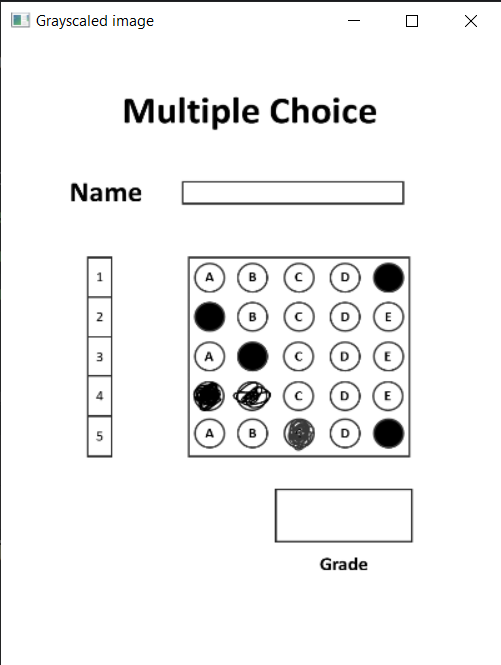 Grayscaled image
Multiple Choice
Name
1 A B C D
2 B C D E
3 A C D E
4 C D E
5 A B D
Grade